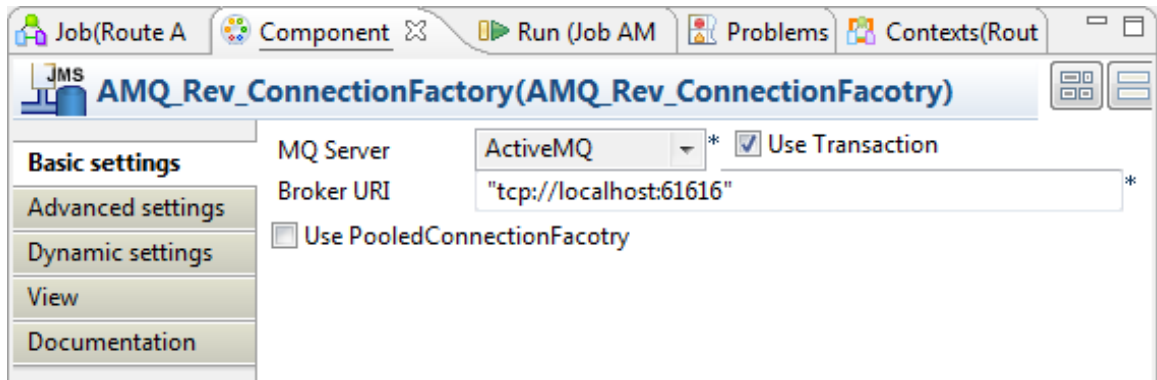 Job(Route A Component Run (Job AM Problems Contexts(Rout
JMS
AMQ_Rev_ConnectionFactory(AMQ_Rev_ConnectionFacotry)
Basic settings
Advanced settings
Dynamic settings
View
Documentation
MQ Server ActiveMQ * Use Transaction
Broker URI "tcp://localhost:61616" *
Use PooledConnectionFacotry